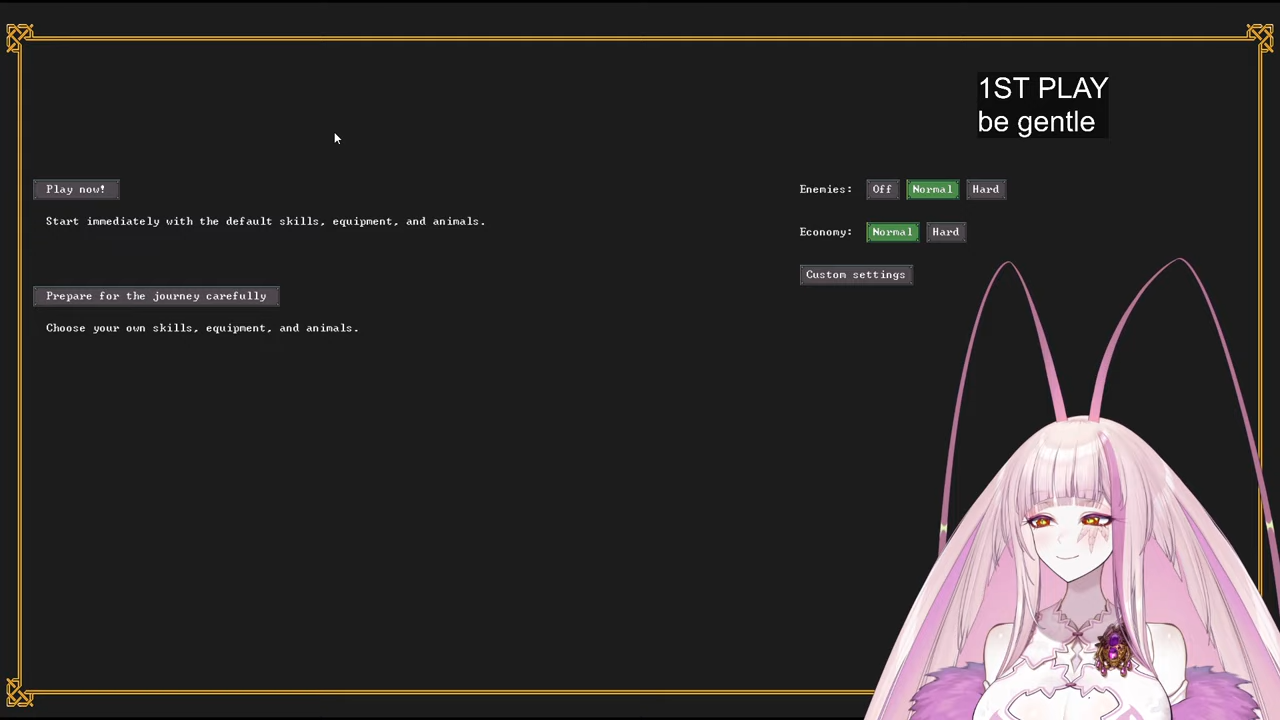 1ST PLAY
be gentle
Play now!
Start immediately with the default skills, equipment, and animals.
Prepare for the journey carefully
Choose your own skills, equipment, and animals.
Enemies: Off Normal Hard
Economy: Normal Hard
Custom settings